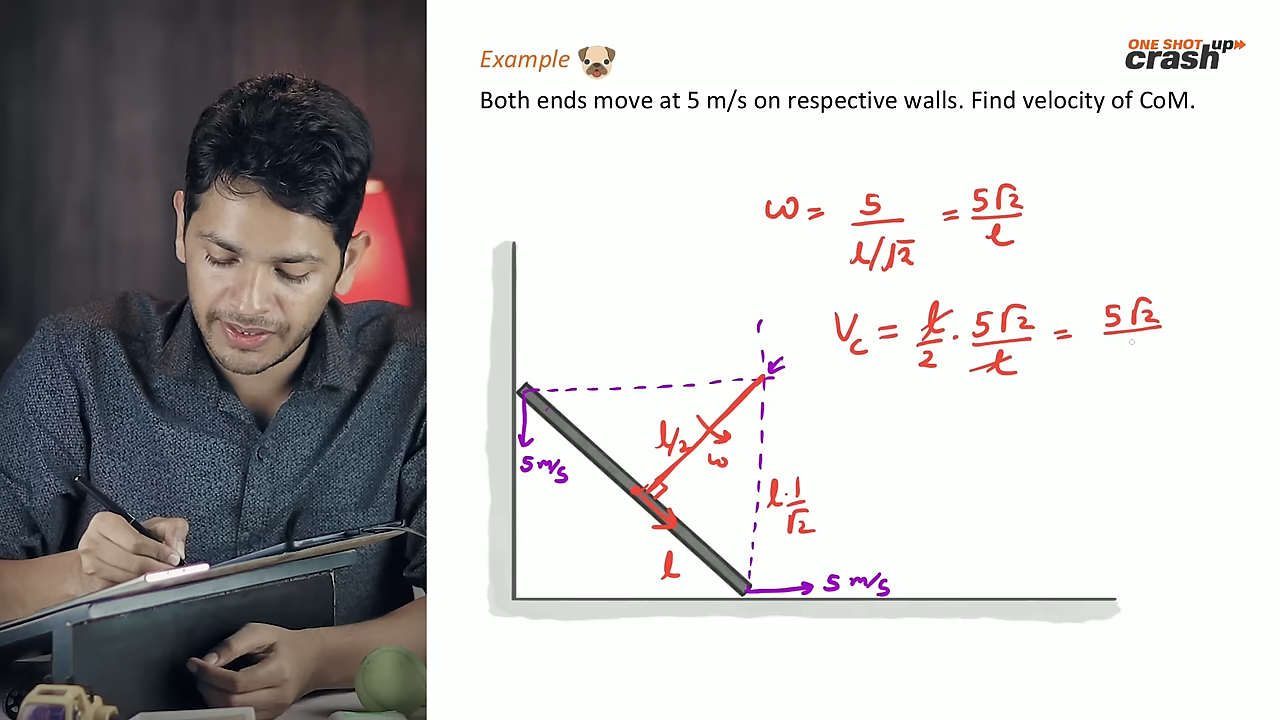 ONE SHOT
crash up
Example
Both ends move at 5 m/s on respective walls. Find velocity of CoM.
ω = 5 / l/√2 = 5√2 / l
V_c = l/2 · 5√2 / l = 5√2
5 m/s
l/2
ω
l · 1/√2
l
5 m/s